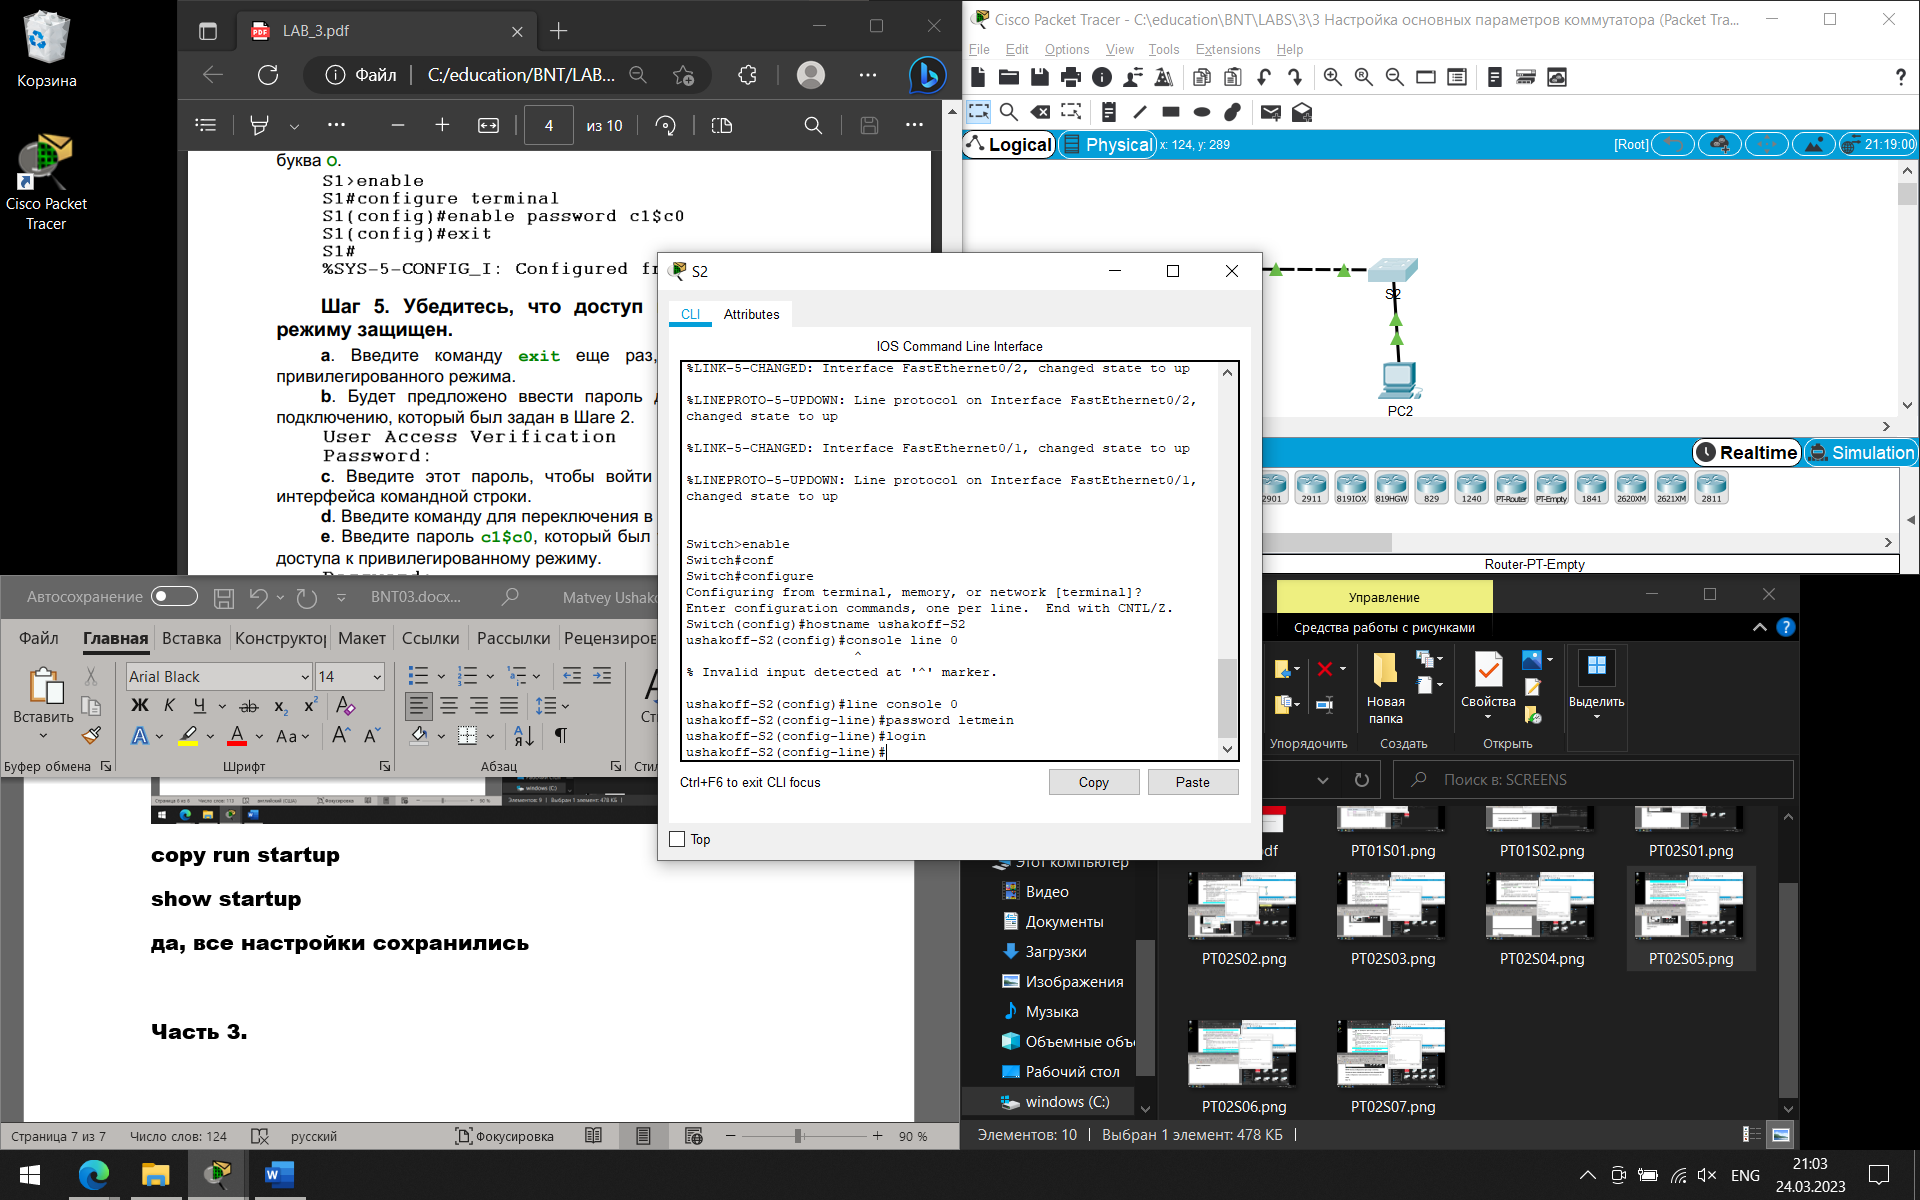 Корзина
Cisco Packet
Tracer
LAB_3.pdf
Файл
C:/education/BNT/LAB...
4
из 10
буква o.
S1>enable
S1#configure terminal
S1(config)#enable password c1$c0
S1(config)#exit
S1#
%SYS-5-CONFIG_I: Configured fr
Шаг 5. Убедитесь, что доступ
режиму защищен.
a. Введите команду exit еще раз,
привилегированного режима.
b. Будет предложено ввести пароль д
подключению, который был задан в Шаге 2.
User Access Verification
Password:
c. Введите этот пароль, чтобы войти
интерфейса командной строки.
d. Введите команду для переключения в
e. Введите пароль c1$c0, который был
доступа к привилегированному режиму.
Cisco Packet Tracer - C:\education\BNT\LABS\3\3 Настройка основных параметров коммутатора (Packet Tra...
File Edit Options View Tools Extensions Help
?
Logical
Physical
x: 124, y: 289
[Root]
21:19:00
S2
PC2
Realtime
Simulation
2901 2911 819IOX 819HGW 829 1240 PT-Router PT-Empty 1841 2620XM 2621XM 2811
Router-PT-Empty
S2
CLI
Attributes
IOS Command Line Interface
%LINK-5-CHANGED: Interface FastEthernet0/2, changed state to up
%LINEPROTO-5-UPDOWN: Line protocol on Interface FastEthernet0/2,
changed state to up
%LINK-5-CHANGED: Interface FastEthernet0/1, changed state to up
%LINEPROTO-5-UPDOWN: Line protocol on Interface FastEthernet0/1,
changed state to up
Switch>enable
Switch#conf
Switch#configure
Configuring from terminal, memory, or network [terminal]?
Enter configuration commands, one per line.  End with CNTL/Z.
Switch(config)#hostname ushakoff-S2
ushakoff-S2(config)#console line 0
^
% Invalid input detected at '^' marker.
ushakoff-S2(config)#line console 0
ushakoff-S2(config-line)#password letmein
ushakoff-S2(config-line)#login
ushakoff-S2(config-line)#
Ctrl+F6 to exit CLI focus
Copy
Paste
Top
Автосохранение
BNT03.docx...
Matvey Ushako
Файл Главная Вставка Конструктор Макет Ссылки Рассылки Рецензиров
Вставить
Arial Black
14
Ж К Ч ab x₂ x²
Aa
Буфер обмена
Шрифт
Абзац
Стил
copy run startup
show startup
да, все настройки сохранились
Часть 3.
Страница 7 из 7
Число слов: 124
русский
Фокусировка
90 %
Управление
Средства работы с рисунками
Новая
папка
Свойства
Выделить
Упорядочить
Создать
Открыть
Поиск в: SCREENS
Этот компьютер
Видео
Документы
Загрузки
Изображения
Музыка
Объемные объе
Рабочий стол
windows (C:)
df
PT01S01.png
PT01S02.png
PT02S01.png
PT02S02.png
PT02S03.png
PT02S04.png
PT02S05.png
PT02S06.png
PT02S07.png
Элементов: 10
Выбран 1 элемент: 478 КБ
ENG
21:03
24.03.2023